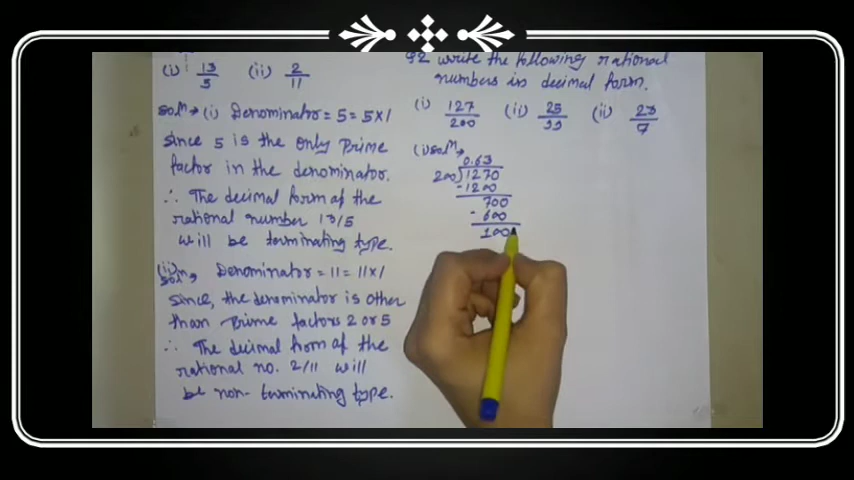 (i) 13/5 (ii) 2/11
Soln → (i) Denominator = 5 = 5×1
since 5 is the only prime
factor in the denominator.
∴ The decimal form of the
rational number 13/5
will be terminating type.
(ii) Soln → Denominator = 11 = 11×1
since, the denominator is other
than prime factors 2 or 5
∴ The decimal from of the
rational no. 2/11 will
be non-terminating type.
Q2 write the following rational
numbers in decimal form.
(i) 127/200 (ii) 25/99 (ii) 23/7
(i) soln →
0.63
200)1270
-1200
700
-600
100